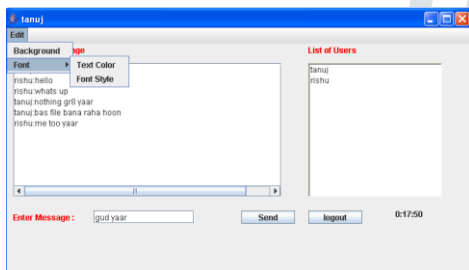 tanuj
Edit
Background
Font
Text Color
Font Style
List of Users
rishu:hello
rishu:whats up
tanuj:nothing gr8 yaar
tanuj:bas file bana raha hoon
rishu:me too yaar
tanuj
rishu
Enter Message :
gud yaar
Send
logout
0:17:50